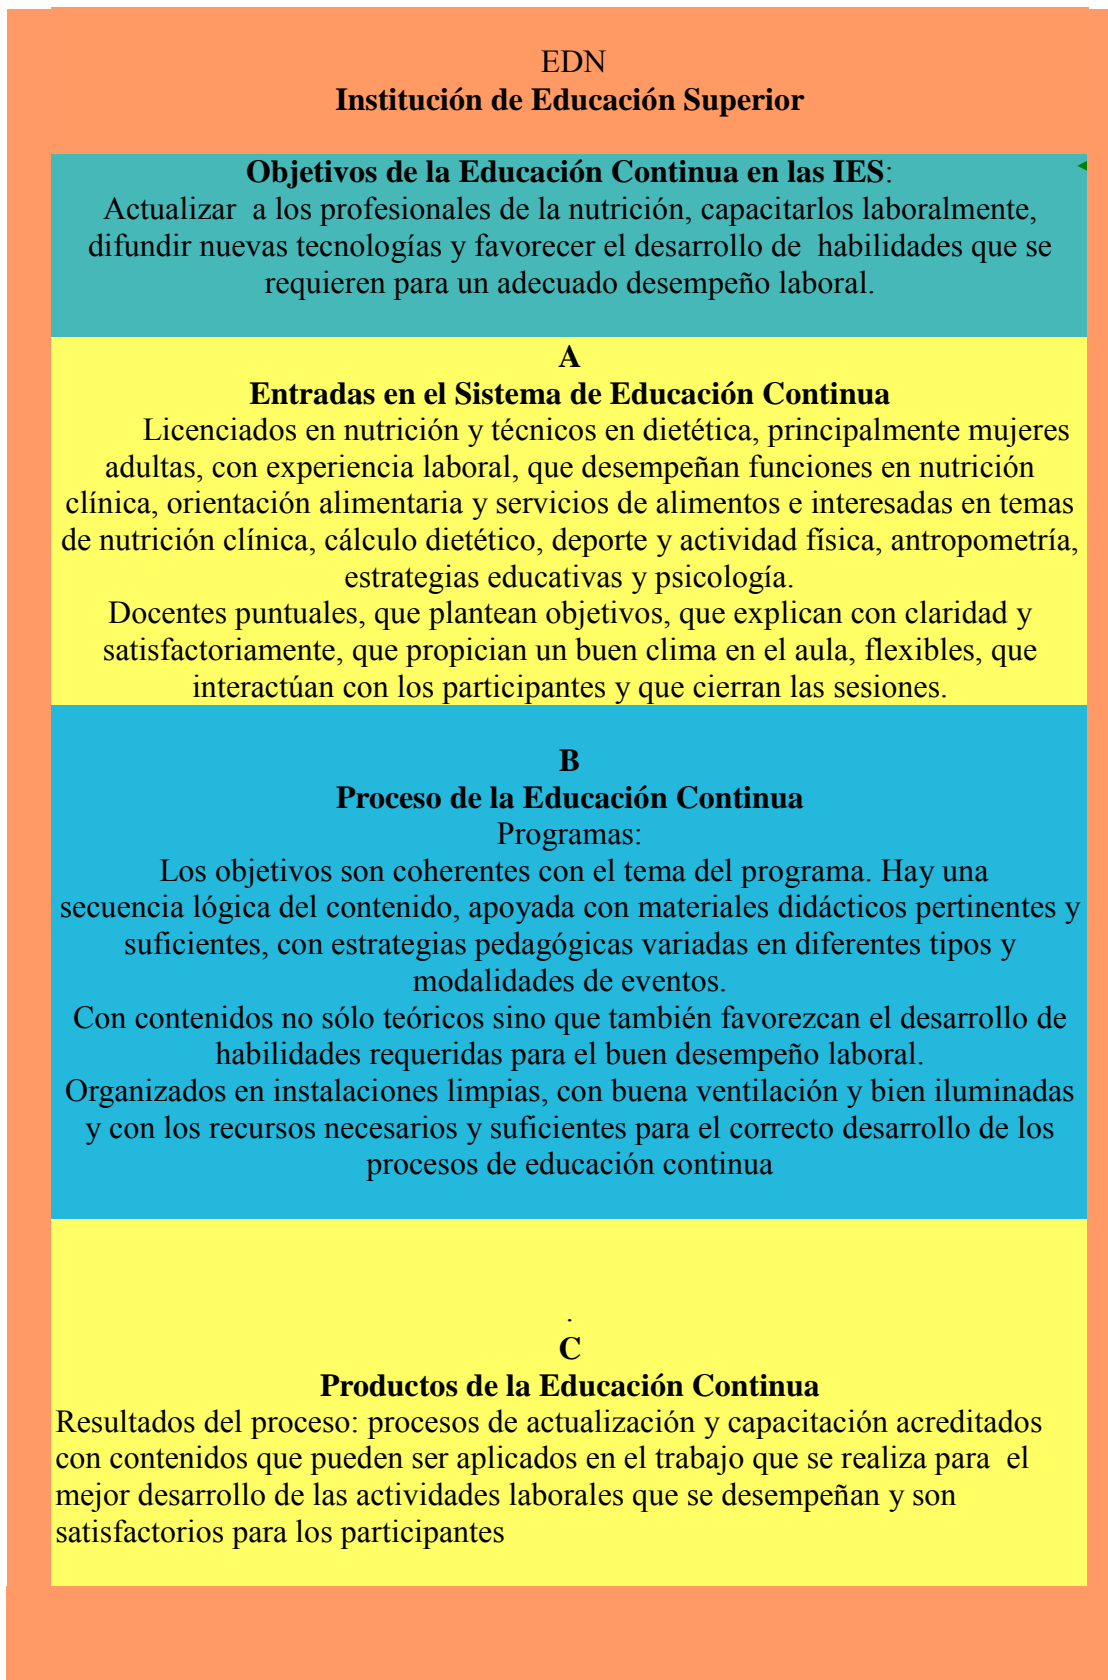 EDN
Institución de Educación Superior
Objetivos de la Educación Continua en las IES:
Actualizar a los profesionales de la nutrición, capacitarlos laboralmente,
difundir nuevas tecnologías y favorecer el desarrollo de habilidades que se
requieren para un adecuado desempeño laboral.
A
Entradas en el Sistema de Educación Continua
Licenciados en nutrición y técnicos en dietética, principalmente mujeres
adultas, con experiencia laboral, que desempeñan funciones en nutrición
clínica, orientación alimentaria y servicios de alimentos e interesadas en temas
de nutrición clínica, cálculo dietético, deporte y actividad física, antropometría,
estrategias educativas y psicología.
Docentes puntuales, que plantean objetivos, que explican con claridad y
satisfactoriamente, que propician un buen clima en el aula, flexibles, que
interactúan con los participantes y que cierran las sesiones.
B
Proceso de la Educación Continua
Programas:
Los objetivos son coherentes con el tema del programa. Hay una
secuencia lógica del contenido, apoyada con materiales didácticos pertinentes y
suficientes, con estrategias pedagógicas variadas en diferentes tipos y
modalidades de eventos.
Con contenidos no sólo teóricos sino que también favorezcan el desarrollo de
habilidades requeridas para el buen desempeño laboral.
Organizados en instalaciones limpias, con buena ventilación y bien iluminadas
y con los recursos necesarios y suficientes para el correcto desarrollo de los
procesos de educación continua
.
C
Productos de la Educación Continua
Resultados del proceso: procesos de actualización y capacitación acreditados
con contenidos que pueden ser aplicados en el trabajo que se realiza para el
mejor desarrollo de las actividades laborales que se desempeñan y son
satisfactorios para los participantes